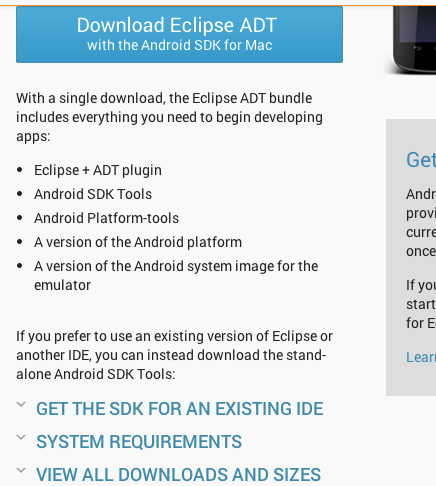 Download Eclipse ADT
with the Android SDK for Mac
With a single download, the Eclipse ADT bundle
includes everything you need to begin developing
apps:
• Eclipse + ADT plugin
• Android SDK Tools
• Android Platform-tools
• A version of the Android platform
• A version of the Android system image for the
emulator
If you prefer to use an existing version of Eclipse or
another IDE, you can instead download the stand-
alone Android SDK Tools:
GET THE SDK FOR AN EXISTING IDE
SYSTEM REQUIREMENTS
VIEW ALL DOWNLOADS AND SIZES
Get
Andr
provi
curre
once
If you
start
for E
Lear